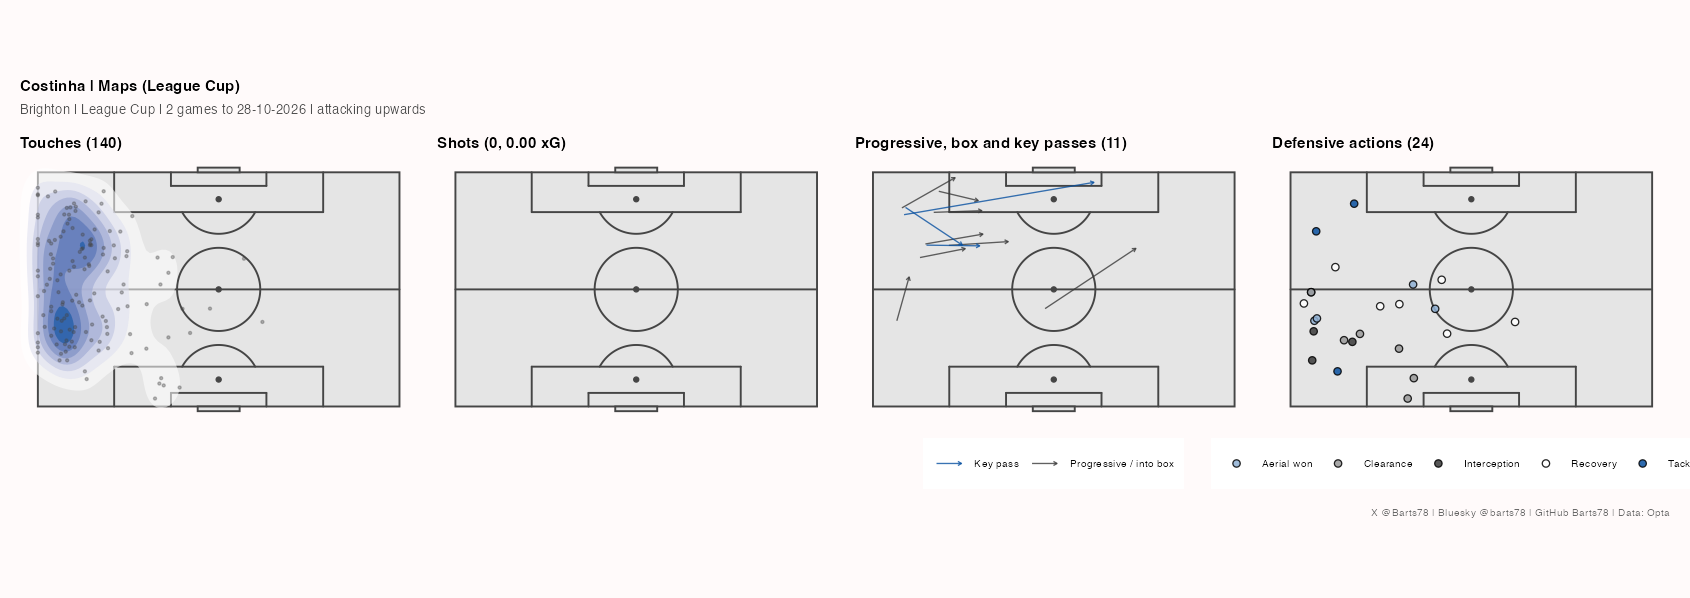 Costinha | Maps (League Cup)
Brighton | League Cup | 2 games to 28-10-2026 | attacking upwards
Touches (140)
Shots (0, 0.00 xG)
Progressive, box and key passes (11)
Defensive actions (24)
Key pass
Progressive / into box
Aerial won
Clearance
Interception
Recovery
Tack
X @Barts78 | Bluesky @barts78 | GitHub Barts78 | Data: Opta